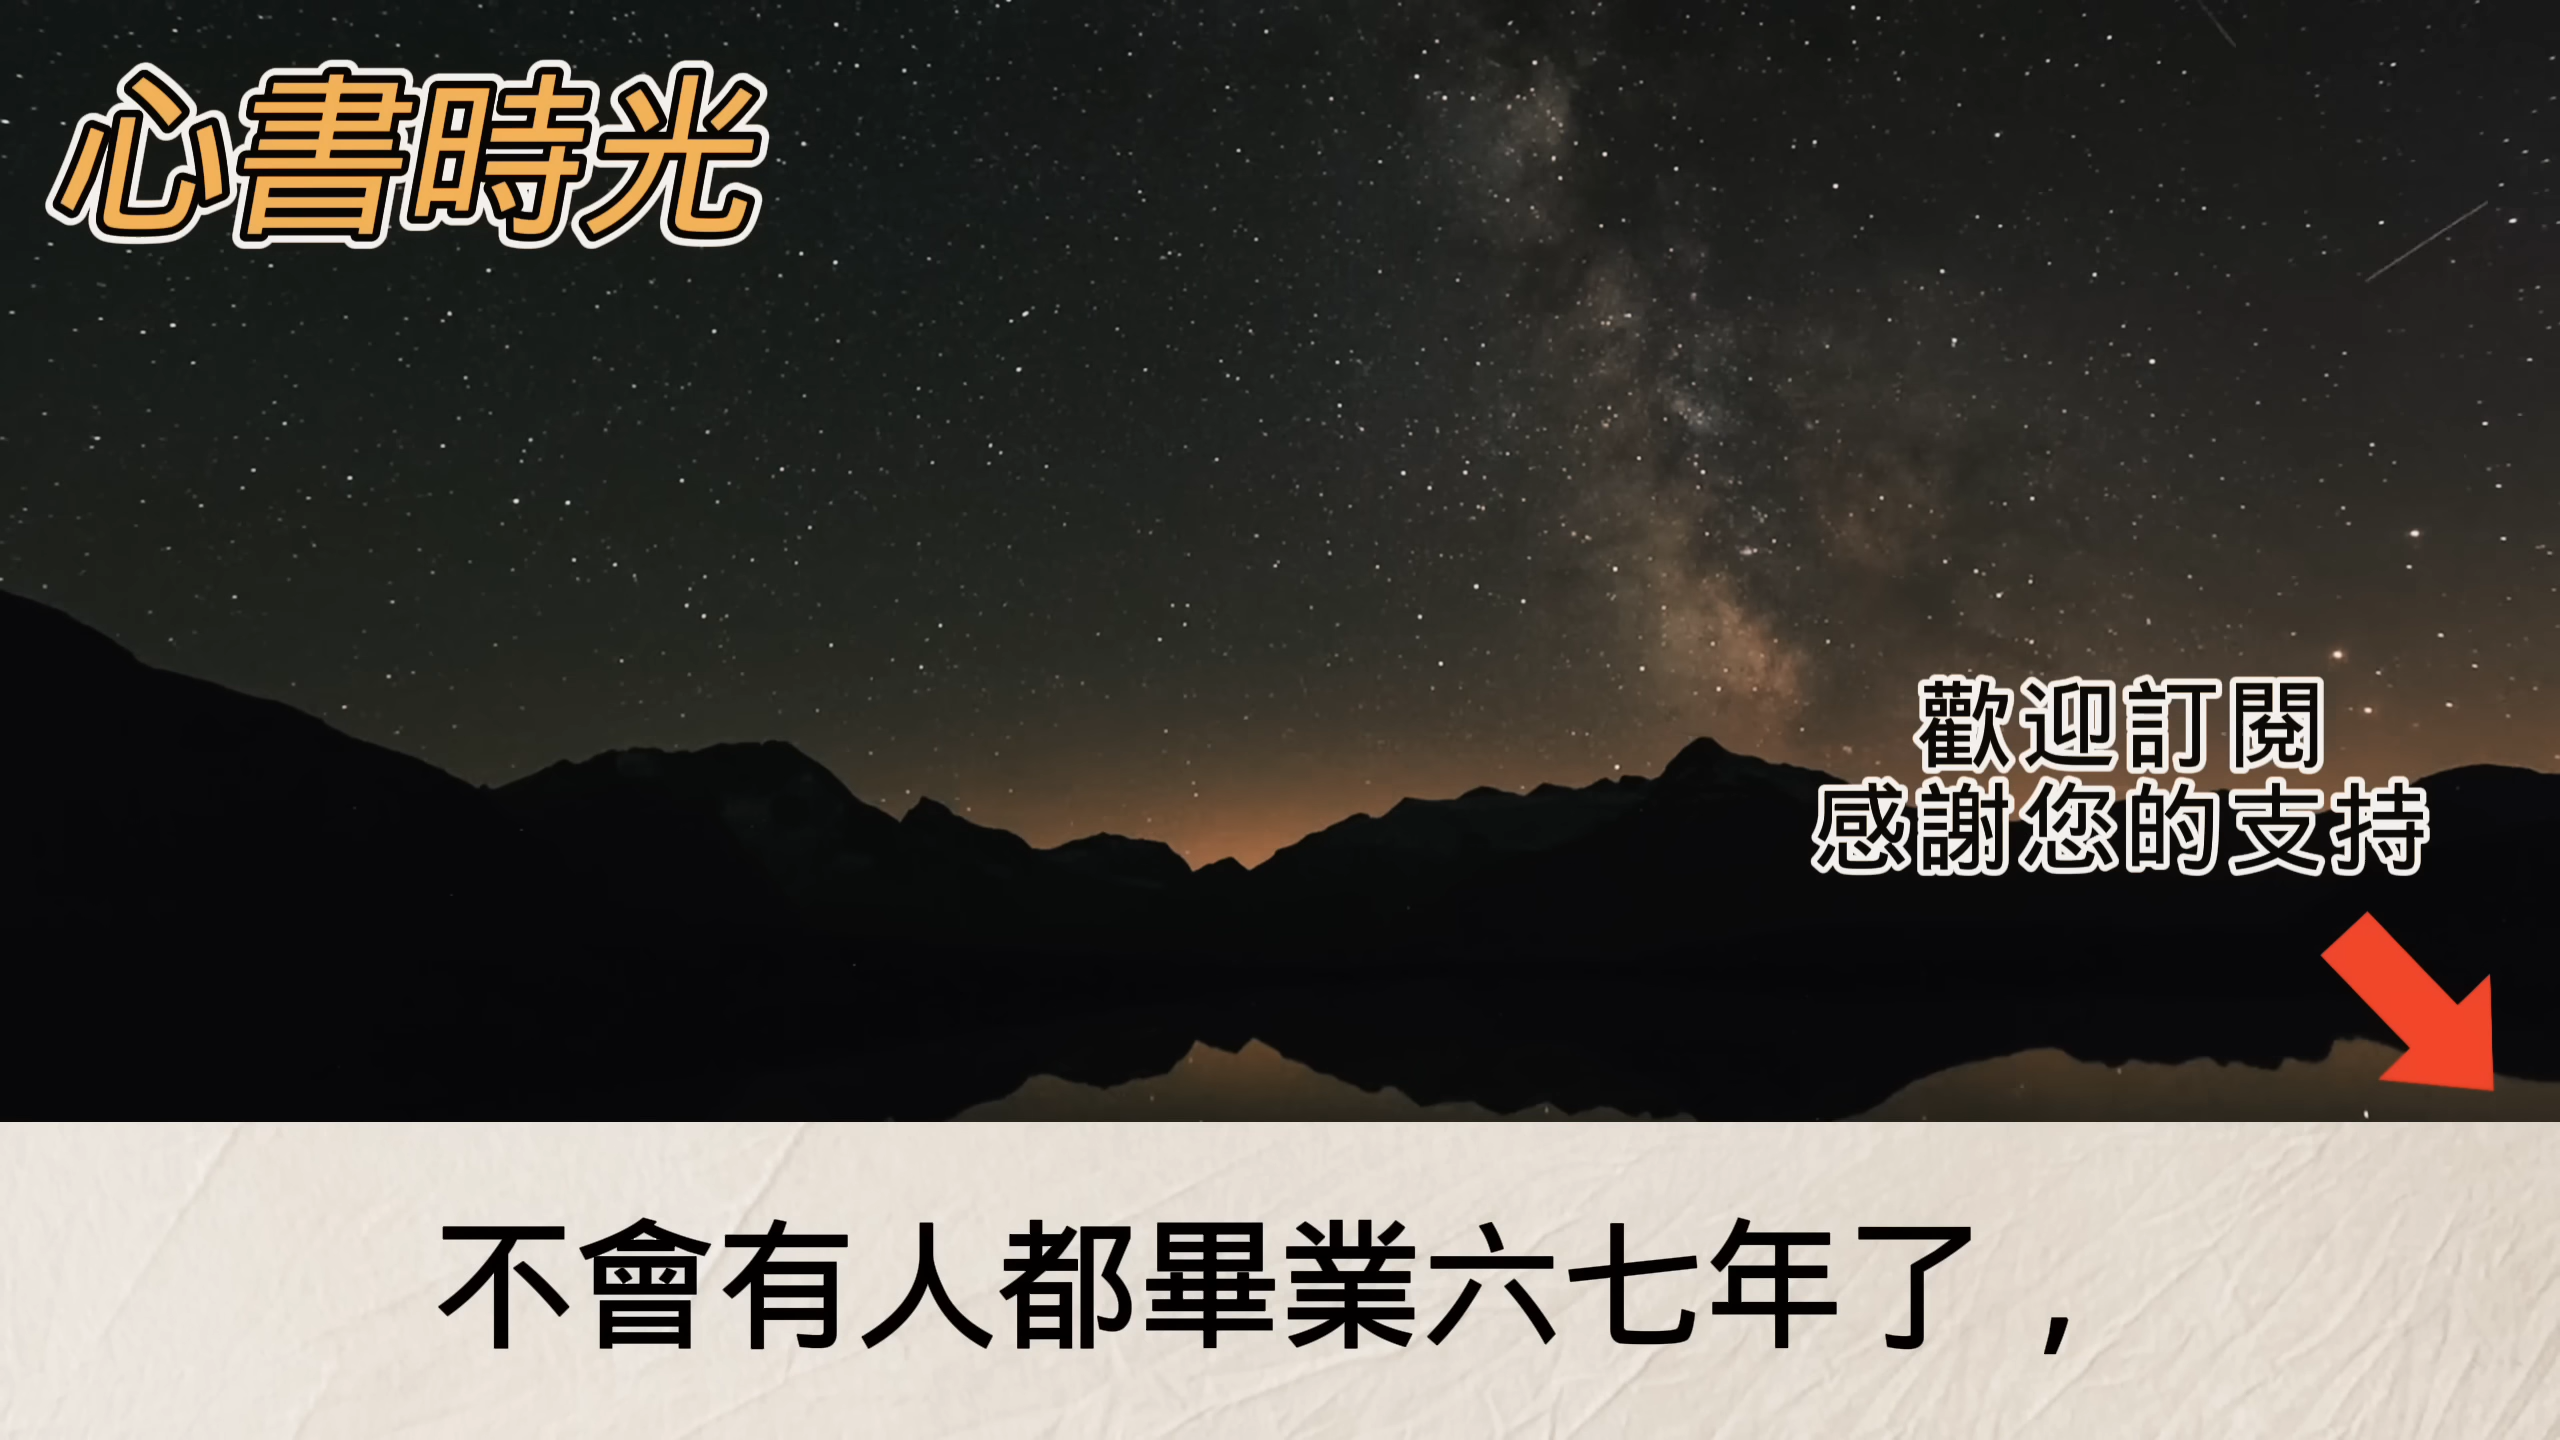 心書時光
歡迎訂閱
感謝您的支持
不會有人都畢業六七年了，